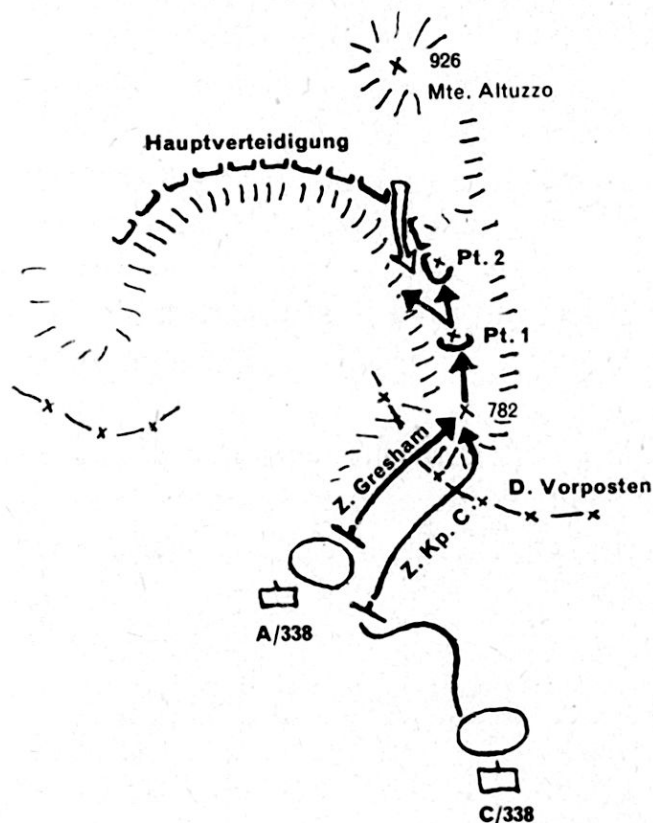 926
Mte. Altuzzo
Hauptverteidigung
Pt. 2
Pt. 1
782
Z. Gresham
D. Vorposten
Z. Kp. C.
A/338
C/338